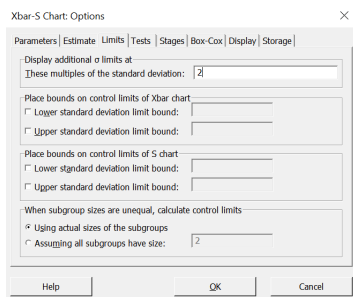 Xbar-S Chart: Options
Parameters Estimate Limits Tests Stages Box-Cox Display Storage
Display additional σ limits at
These multiples of the standard deviation: 2
Place bounds on control limits of Xbar chart
Lower standard deviation limit bound:
Upper standard deviation limit bound:
Place bounds on control limits of S chart
Lower standard deviation limit bound:
Upper standard deviation limit bound:
When subgroup sizes are unequal, calculate control limits
Using actual sizes of the subgroups
Assuming all subgroups have size: 2
Help OK Cancel